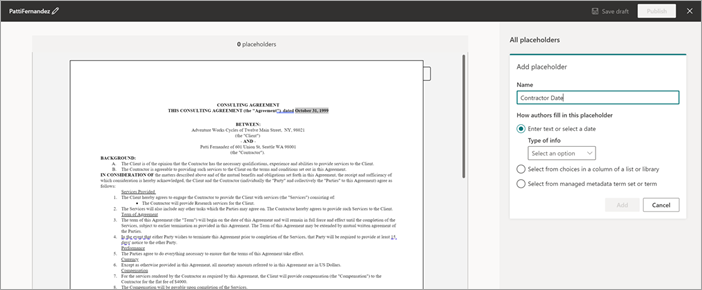 PattiFernandez
Save draft
Publish
0 placeholders
CONSULTING AGREEMENT
THIS CONSULTING AGREEMENT (the "Agreement") dated October 31, 1999
BETWEEN:
Adventure Works Cycles of Twelve Main Street, NY, 98021
(the "Client")
- AND -
Patti Fernandez of 601 Union St, Seattle WA 98001
(the "Contractor")
BACKGROUND:
A. The Client is of the opinion that the Contractor has the necessary qualifications, experience and abilities to provide services to the Client.
B. The Contractor is agreeable to providing such services to the Client on the terms and conditions set out in this Agreement.
IN CONSIDERATION OF the matters described above and of the mutual benefits and obligations set forth in this Agreement, the receipt and sufficiency of
which consideration is hereby acknowledged, the Client and the Contractor (individually the "Party" and collectively the "Parties" to this Agreement) agree as
follows:
Services Provided
1. The Client hereby agrees to engage the Contractor to provide the Client with services (the "Services") consisting of:
• The Contractor will provide Research services for the Client.
2. The Services will also include any other tasks which the Parties may agree on. The Contractor hereby agrees to provide such Services to the Client.
Term of Agreement
3. The term of this Agreement (the "Term") will begin on the date of this Agreement and will remain in full force and effect until the completion of the
Services, subject to earlier termination as provided in this Agreement. The Term of this Agreement may be extended by mutual written agreement of
the Parties.
4. In the event that either Party wishes to terminate this Agreement prior to completion of the Services, that Party will be required to provide at least 15
days' notice to the other Party.
Performance
5. The Parties agree to do everything necessary to ensure that the terms of this Agreement take effect.
Currency
6. Except as otherwise provided in this Agreement, all monetary amounts referred to in this Agreement are in US Dollars.
Compensation
7. For the services rendered by the Contractor as required by this Agreement, the Client will provide compensation (the "Compensation") to the
Contractor for the flat fee of $4000.
8. The Compensation will be payable upon completion of the Services.
All placeholders
Add placeholder
Name
Contractor Date
How authors fill in this placeholder
Enter text or select a date
Type of info
Select an option
Select from choices in a column of a list or library
Select from managed metadata term set or term
Add
Cancel